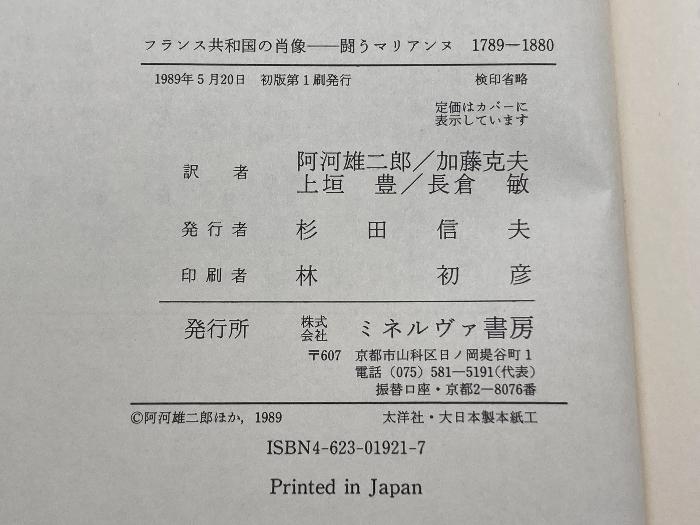 フランス共和国の肖像——闘うマリアンヌ 1789—1880
1989年5月20日 初版第1刷発行 検印省略
定価はカバーに
表示しています
訳者 阿河雄二郎／加藤克夫
上垣 豊／長倉 敏
発行者 杉田信夫
印刷者 林初彦
発行所 株式会社 ミネルヴァ書房
〒607 京都市山科区日ノ岡堤谷町1
電話 (075) 581—5191(代表)
振替口座・京都2—8076番
©阿河雄二郎ほか, 1989 太洋社・大日本製本紙工
ISBN4-623-01921-7
Printed in Japan